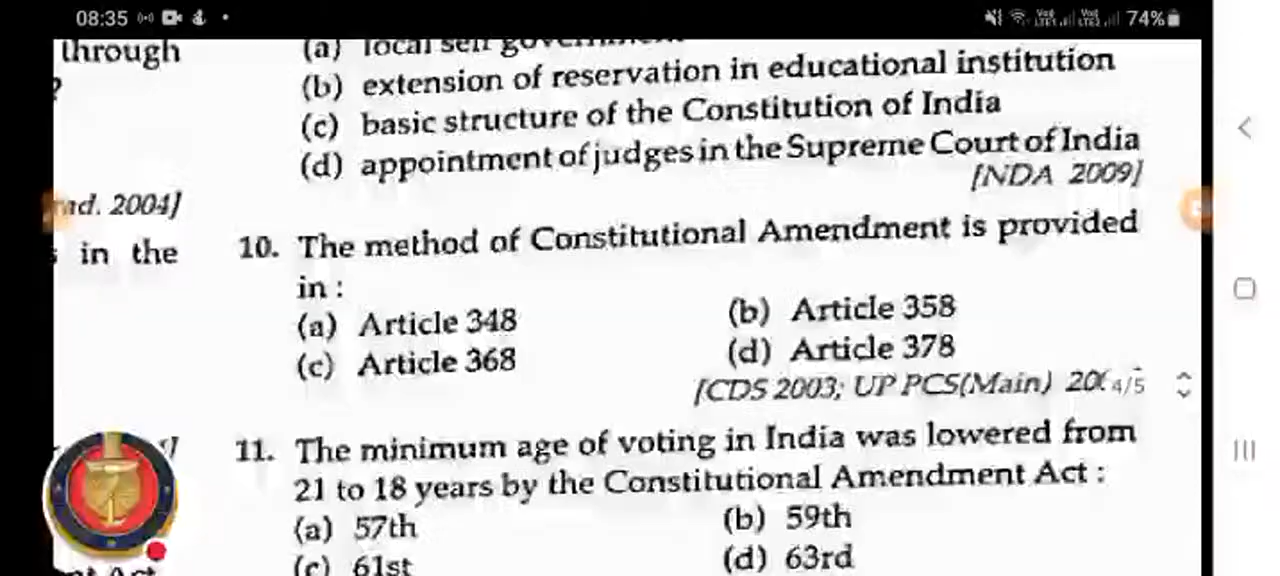 08:35
74%
through
(a) local self government
(b) extension of reservation in educational institution
(c) basic structure of the Constitution of India
(d) appointment of judges in the Supreme Court of India
[NDA 2009]
2004]
in the
10. The method of Constitutional Amendment is provided
in :
(a) Article 348
(b) Article 358
(c) Article 368
(d) Article 378
[CDS 2003; UP PCS(Main)
4/5
11. The minimum age of voting in India was lowered from
21 to 18 years by the Constitutional Amendment Act :
(a) 57th
(b) 59th
(c) 61st
(d) 63rd
Act